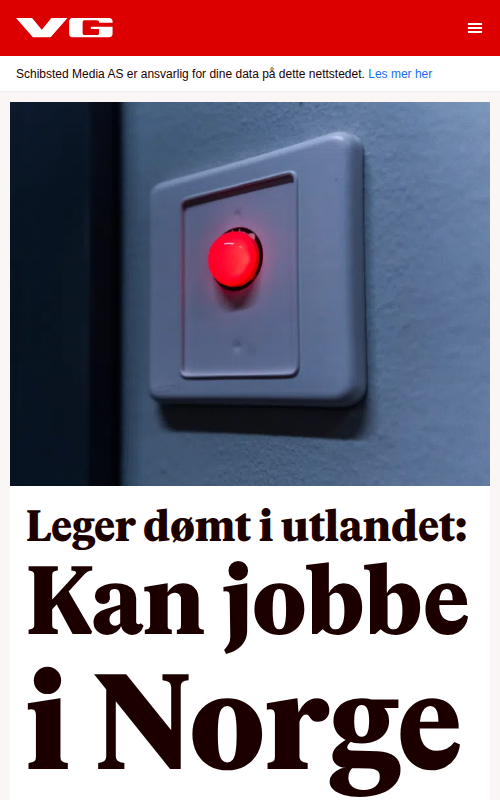 VG
Schibsted Media AS er ansvarlig for dine data på dette nettstedet. Les mer her
Leger dømt i utlandet:
Kan jobbe
i Norge